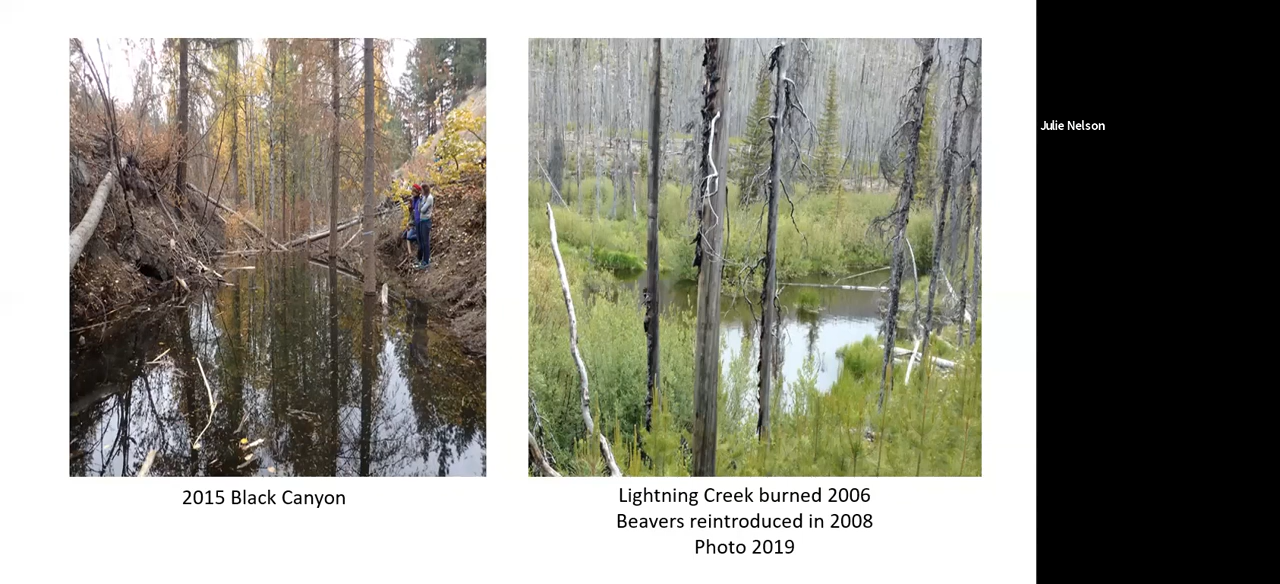 Julie Nelson
2015 Black Canyon
Lightning Creek burned 2006
Beavers reintroduced in 2008
Photo 2019